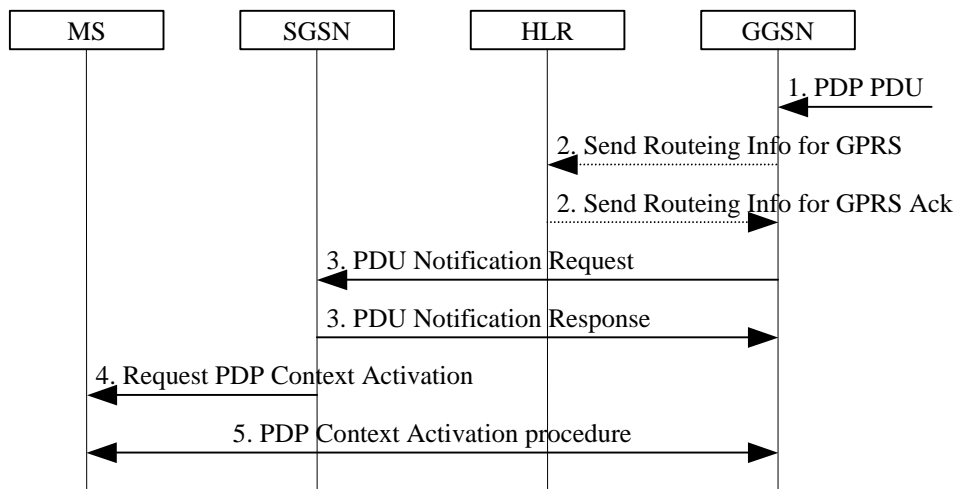 MS SGSN HLR GGSN
1. PDP PDU
2. Send Routeing Info for GPRS
2. Send Routeing Info for GPRS Ack
3. PDU Notification Request
3. PDU Notification Response
4. Request PDP Context Activation
5. PDP Context Activation procedure